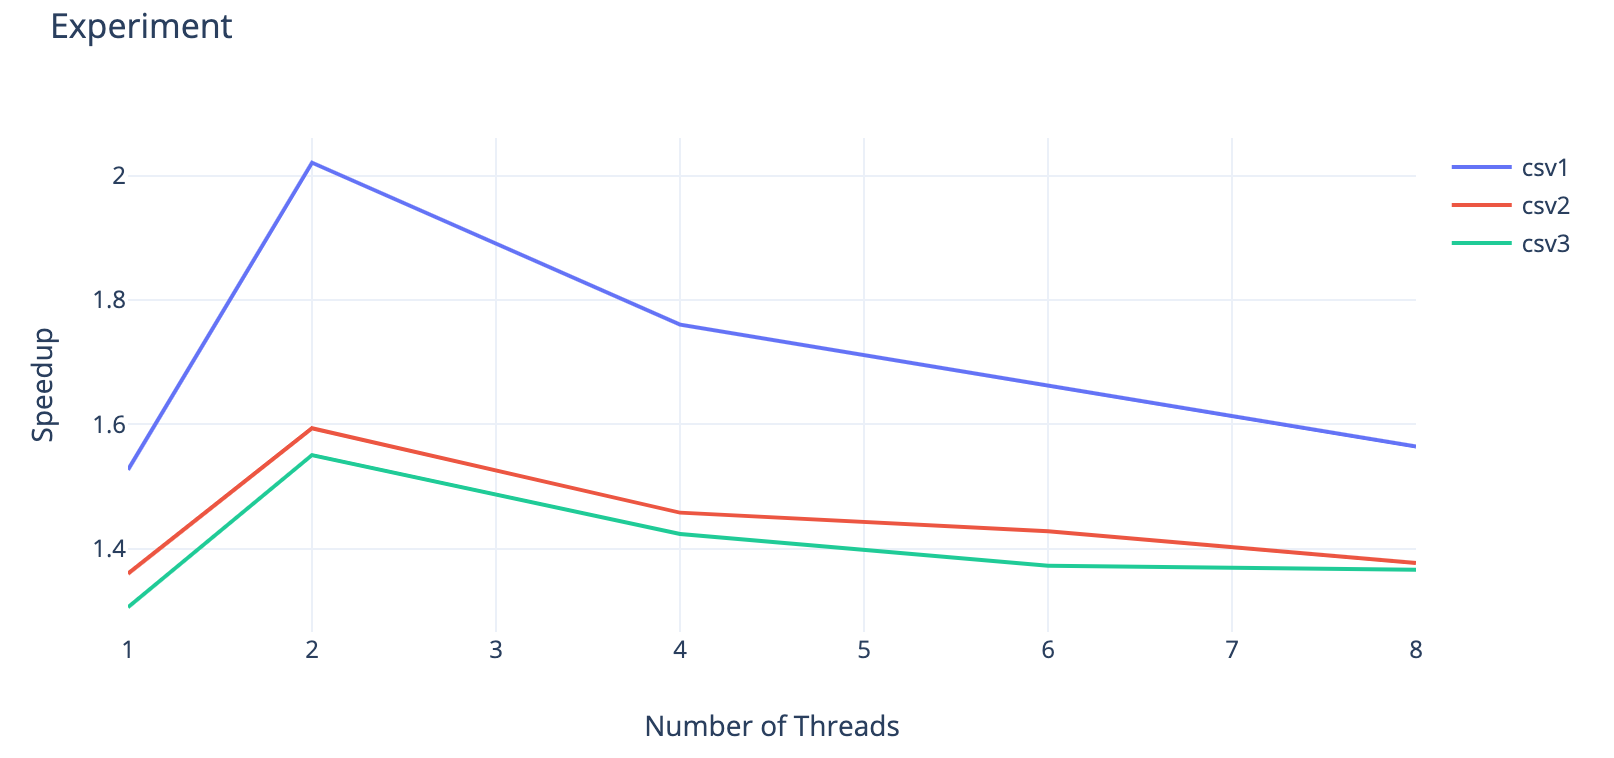 Experiment
2
1.8
1.6
1.4
Speedup
1 2 3 4 5 6 7 8
Number of Threads
csv1
csv2
csv3